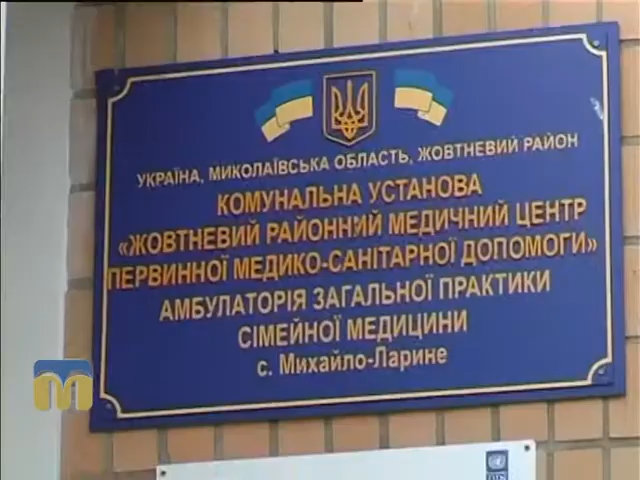 УКРАЇНА, МИКОЛАЇВСЬКА ОБЛАСТЬ, ЖОВТНЕВИЙ РАЙОН
КОМУНАЛЬНА УСТАНОВА
«ЖОВТНЕВИЙ РАЙОННИЙ МЕДИЧНИЙ ЦЕНТР
ПЕРВИННОЇ МЕДИКО-САНІТАРНОЇ ДОПОМОГИ»
АМБУЛАТОРІЯ ЗАГАЛЬНОЇ ПРАКТИКИ
СІМЕЙНОЇ МЕДИЦИНИ
с. Михайло-Ларине
М